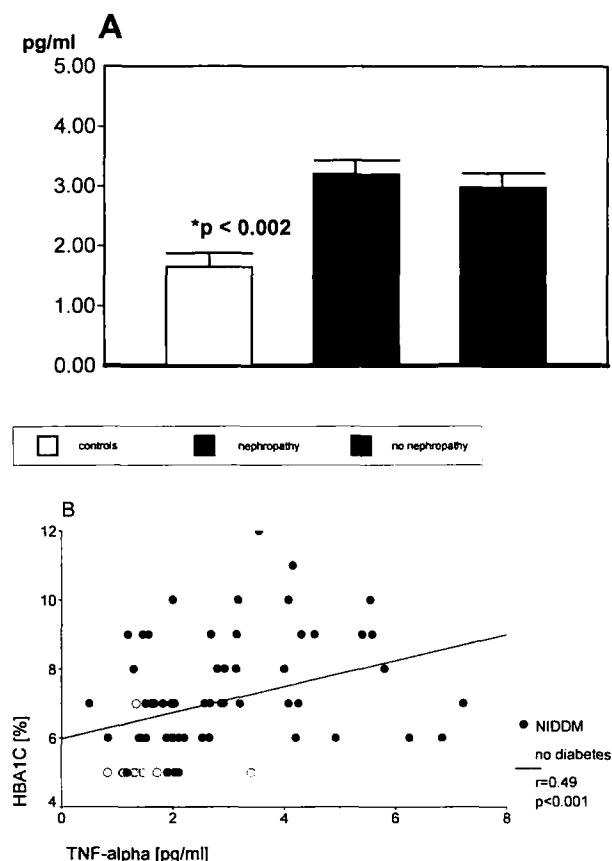 A
pg/ml
5.00
4.00
3.00
*p < 0.002
2.00
1.00
0.00
controls nephropathy no nephropathy
B
12
10
8
6
4
HBA1C [%]
0 2 4 6 8
TNF-alpha [pg/ml]
NIDDM
no diabetes
r=0.49
p<0.001